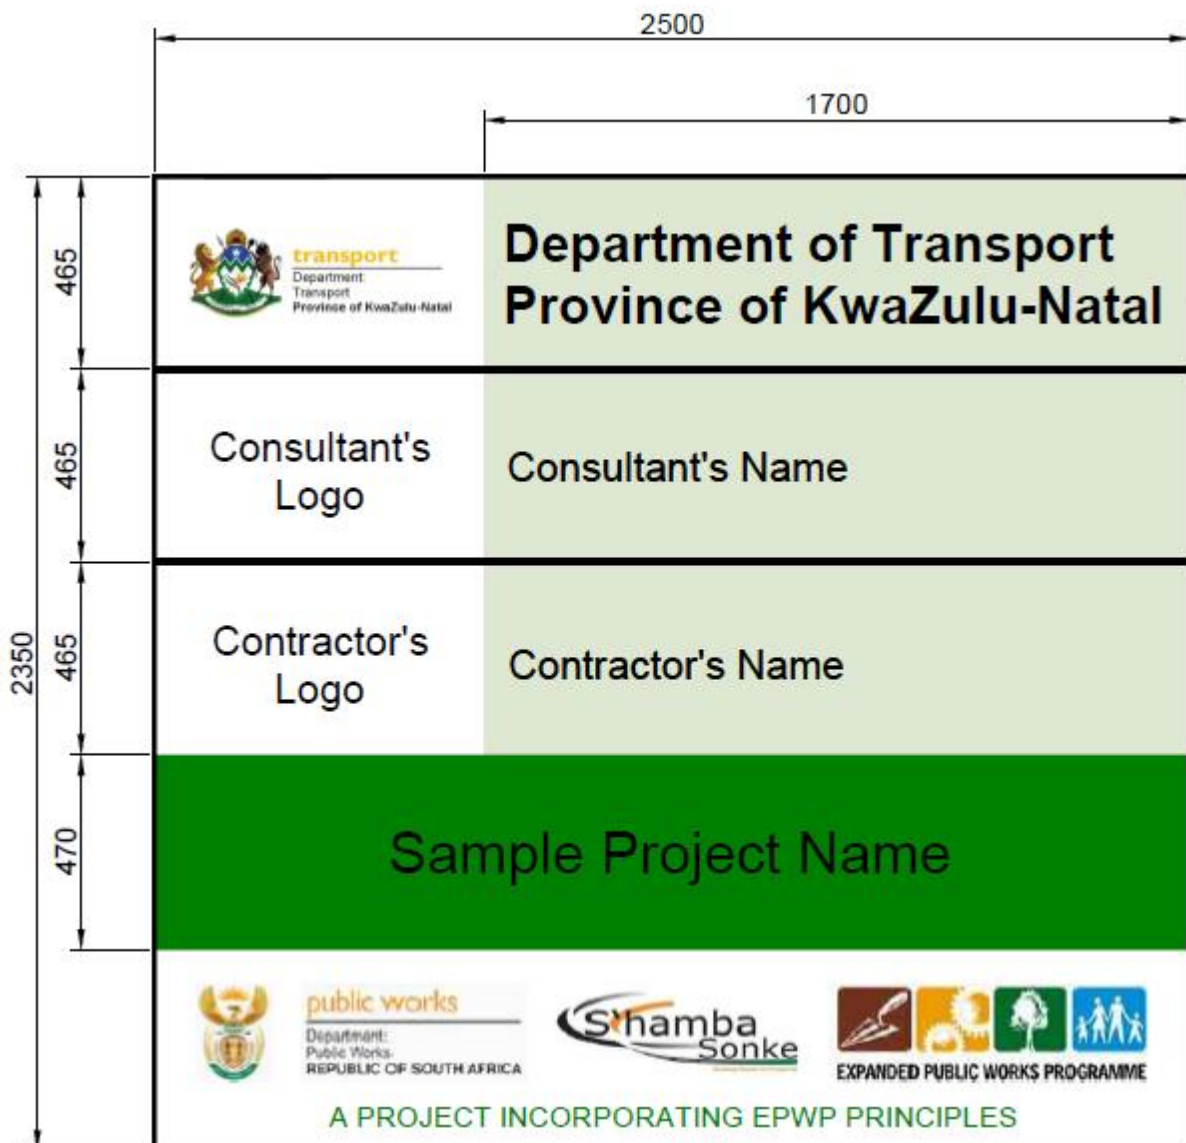 2500
1700
465
transport
Department:
Transport
Province of KwaZulu-Natal
Department of Transport
Province of KwaZulu-Natal
465
Consultant's
Logo
Consultant's Name
2350
465
Contractor's
Logo
Contractor's Name
470
Sample Project Name
public works
Department:
Public Works
REPUBLIC OF SOUTH AFRICA
S'hamba
Sonke
EXPANDED PUBLIC WORKS PROGRAMME
A PROJECT INCORPORATING EPWP PRINCIPLES